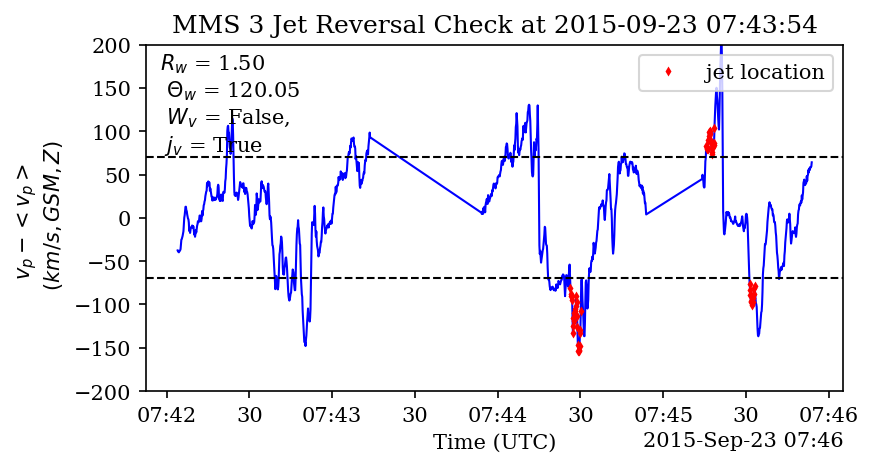 MMS 3 Jet Reversal Check at 2015-09-23 07:43:54
R_w = 1.50
Θ_w = 120.05
W_v = False,
j_v = True
jet location
v_p − < v_p >
(km/s, GSM, Z)
200
150
100
50
0
−50
−100
−150
−200
07:42 30 07:43 30 07:44 30 07:45 30 07:46
Time (UTC)
2015-Sep-23 07:46